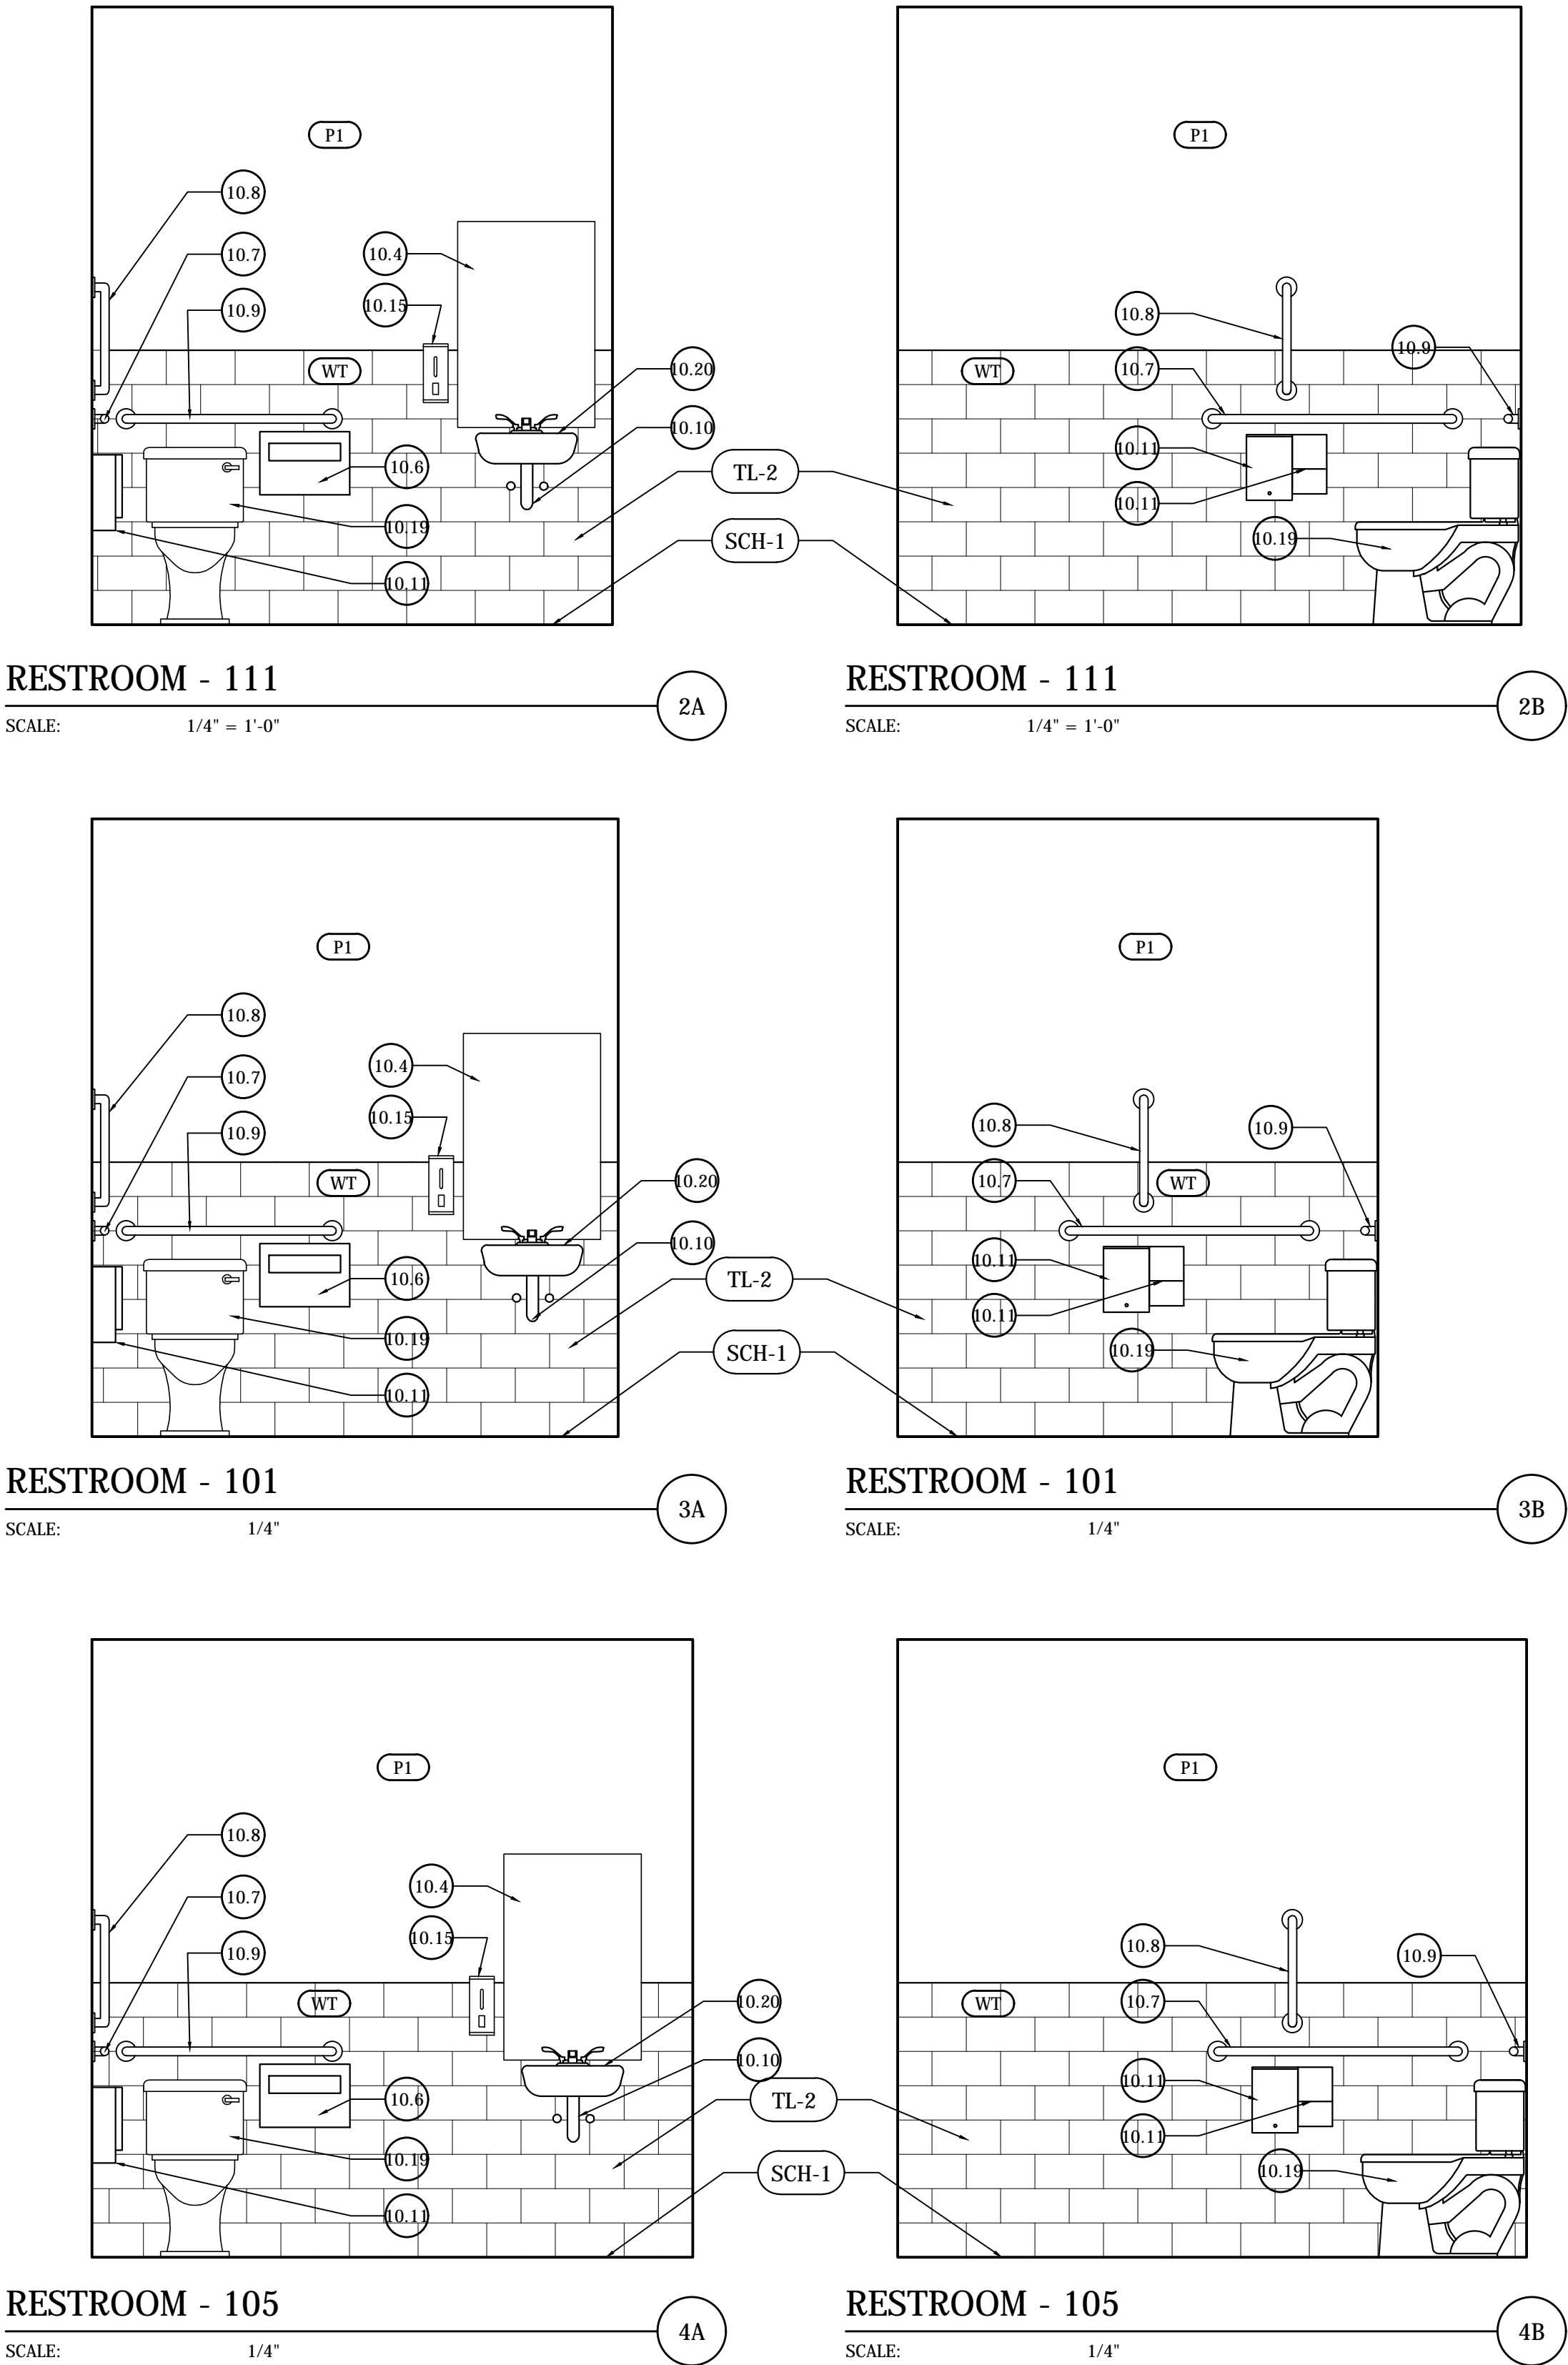 P1
P1
10.8
10.7
10.4
10.9
10.15
10.8
10.9
WT
10.20
WT
10.7
10.10
10.6
TL-2
10.11
10.11
10.19
SCH-1
10.19
10.11
RESTROOM - 111
2A
SCALE: 1/4" = 1'-0"
RESTROOM - 111
2B
SCALE: 1/4" = 1'-0"
P1
P1
10.8
10.4
10.7
10.15
10.9
10.8
10.9
WT
10.20
10.7
WT
10.10
10.6
TL-2
10.11
10.11
10.19
SCH-1
10.19
10.11
RESTROOM - 101
3A
SCALE: 1/4"
RESTROOM - 101
3B
SCALE: 1/4"
P1
P1
10.8
10.4
10.7
10.15
10.9
10.8
10.9
WT
10.20
WT
10.7
10.10
10.6
TL-2
10.11
10.11
10.19
SCH-1
10.19
10.11
RESTROOM - 105
4A
SCALE: 1/4"
RESTROOM - 105
4B
SCALE: 1/4"